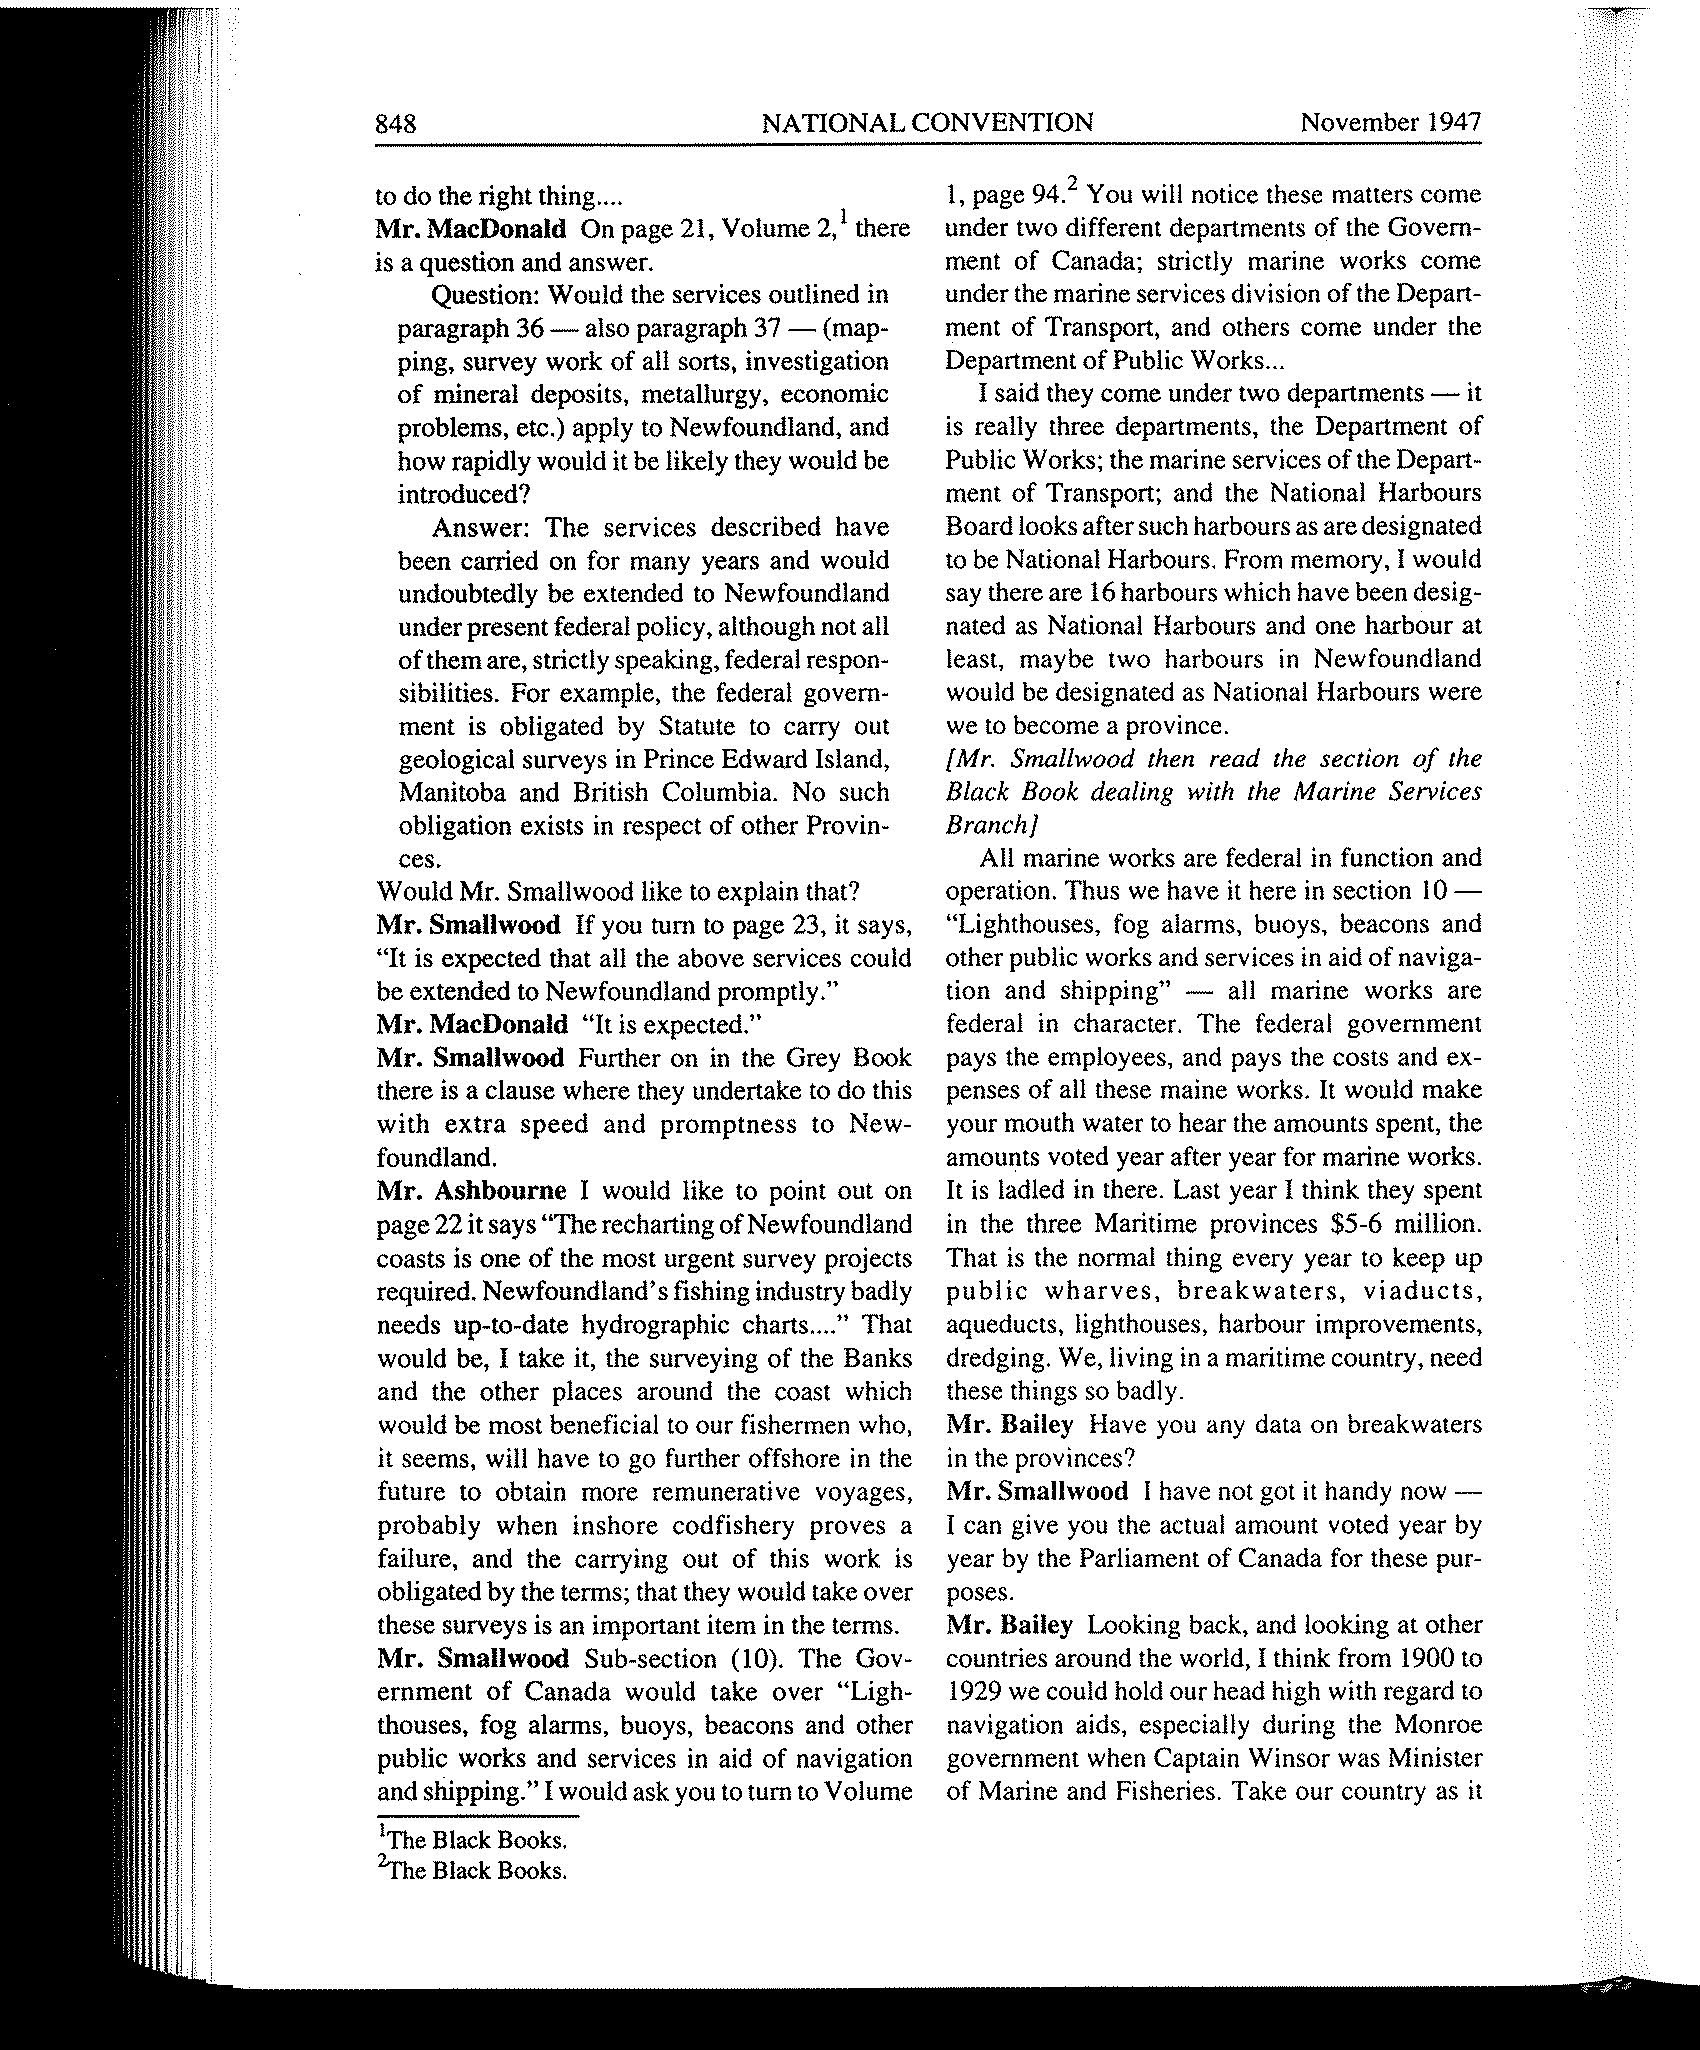 848 NATIONAL CONVENTION November 1947
to do the right thing....
Mr. MacDonald On page 21, Volume 2,¹ there
is a question and answer.
Question: Would the services outlined in
paragraph 36 — also paragraph 37 — (map-
ping, survey work of all sorts, investigation
of mineral deposits, metallurgy, economic
problems, etc.) apply to Newfoundland, and
how rapidly would it be likely they would be
introduced?
Answer: The services described have
been carried on for many years and would
undoubtedly be extended to Newfoundland
under present federal policy, although not all
of them are, strictly speaking, federal respon-
sibilities. For example, the federal govern-
ment is obligated by Statute to carry out
geological surveys in Prince Edward Island,
Manitoba and British Columbia. No such
obligation exists in respect of other Provin-
ces.
Would Mr. Smallwood like to explain that?
Mr. Smallwood If you turn to page 23, it says,
“It is expected that all the above services could
be extended to Newfoundland promptly.”
Mr. MacDonald “It is expected.”
Mr. Smallwood Further on in the Grey Book
there is a clause where they undertake to do this
with extra speed and promptness to New-
foundland.
Mr. Ashbourne I would like to point out on
page 22 it says “The recharting of Newfoundland
coasts is one of the most urgent survey projects
required. Newfoundland's fishing industry badly
needs up-to-date hydrographic charts....” That
would be, I take it, the surveying of the Banks
and the other places around the coast which
would be most beneficial to our fishermen who,
it seems, will have to go further offshore in the
future to obtain more remunerative voyages,
probably when inshore codfishery proves a
failure, and the carrying out of this work is
obligated by the terms; that they would take over
these surveys is an important item in the terms.
Mr. Smallwood Sub-section (10). The Gov-
ernment of Canada would take over “Ligh-
thouses, fog alarms, buoys, beacons and other
public works and services in aid of navigation
and shipping.” I would ask you to turn to Volume
1, page 94.² You will notice these matters come
under two different departments of the Govern-
ment of Canada; strictly marine works come
under the marine services division of the Depart-
ment of Transport, and others come under the
Department of Public Works...
I said they come under two departments — it
is really three departments, the Department of
Public Works; the marine services of the Depart-
ment of Transport; and the National Harbours
Board looks after such harbours as are designated
to be National Harbours. From memory, I would
say there are 16 harbours which have been desig-
nated as National Harbours and one harbour at
least, maybe two harbours in Newfoundland
would be designated as National Harbours were
we to become a province.
[Mr. Smallwood then read the section of the
Black Book dealing with the Marine Services
Branch]
All marine works are federal in function and
operation. Thus we have it here in section 10 —
“Lighthouses, fog alarms, buoys, beacons and
other public works and services in aid of naviga-
tion and shipping” — all marine works are
federal in character. The federal government
pays the employees, and pays the costs and ex-
penses of all these maine works. It would make
your mouth water to hear the amounts spent, the
amounts voted year after year for marine works.
It is ladled in there. Last year I think they spent
in the three Maritime provinces $5-6 million.
That is the normal thing every year to keep up
public wharves, breakwaters, viaducts,
aqueducts, lighthouses, harbour improvements,
dredging. We, living in a maritime country, need
these things so badly.
Mr. Bailey Have you any data on breakwaters
in the provinces?
Mr. Smallwood I have not got it handy now —
I can give you the actual amount voted year by
year by the Parliament of Canada for these pur-
poses.
Mr. Bailey Looking back, and looking at other
countries around the world, I think from 1900 to
1929 we could hold our head high with regard to
navigation aids, especially during the Monroe
government when Captain Winsor was Minister
of Marine and Fisheries. Take our country as it
¹The Black Books.
²The Black Books.